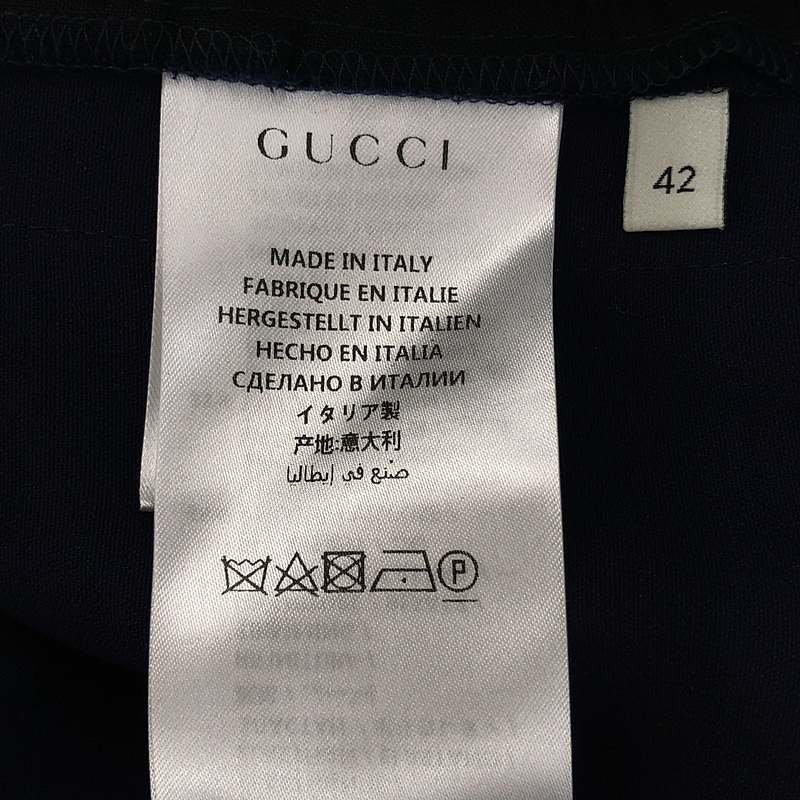 GUCCI
42
MADE IN ITALY
FABRIQUE EN ITALIE
HERGESTELLT IN ITALIEN
HECHO EN ITALIA
СДЕЛАНО В ИТАЛИИ
イタリア製
产地:意大利
صنع في إيطاليا
P